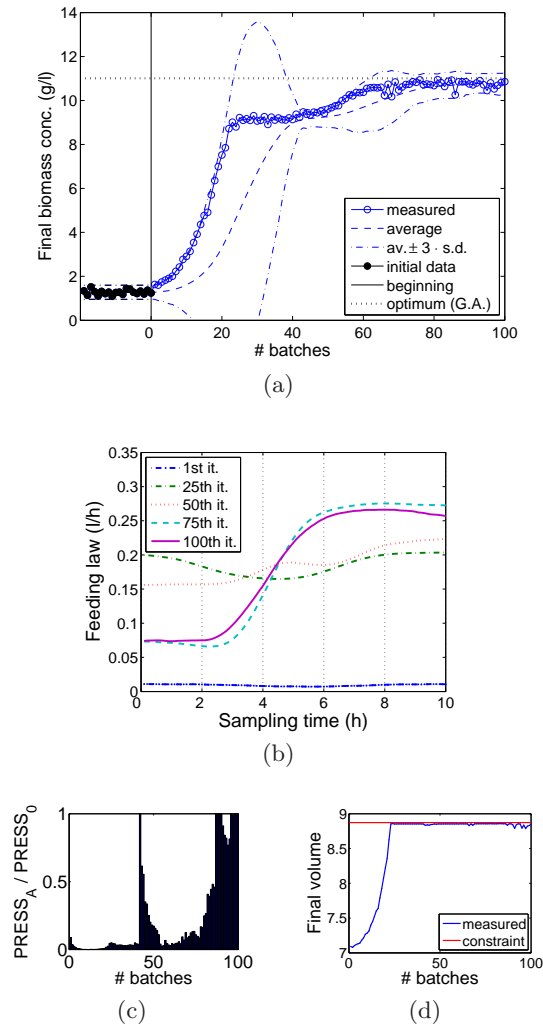 14
12
10
8
6
4
2
0
Final biomass conc. (g/l)
measured
average
av.± 3 · s.d.
initial data
beginning
optimum (G.A.)
0 20 40 60 80 100
# batches
(a)
0.35
0.3
0.25
0.2
0.15
0.1
0.05
0
Feeding law (l/h)
1st it.
25th it.
50th it.
75th it.
100th it.
0 2 4 6 8 10
Sampling time (h)
(b)
1
0.5
0
PRESS_A / PRESS_0
0 50 100
# batches
(c)
9
8.5
8
7.5
7
Final volume
measured
constraint
0 50 100
# batches
(d)